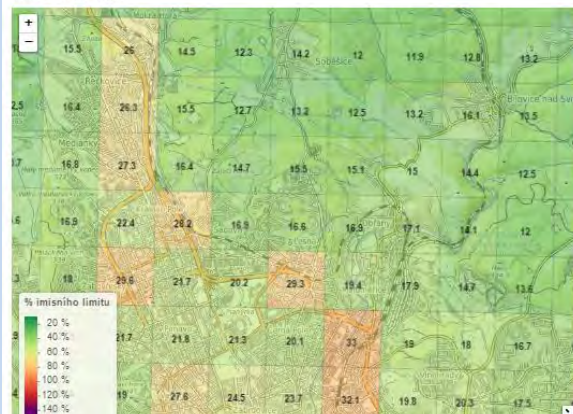 +
−
15.5 26 14.5 12.3 14.2 12 11.9 12.8 13.2
Soběšice
Řečkovice
2.5 16.4 26.3 15.5 12.7 13.2 12.5 13.2 16.1 13.5
Bílovice nad Svi
Medlánky
.7 16.8 27.3 16.4 14.7 15.5 15.1 15 14.4 12.5
.6 16.9 22.4 28.2 16.9 16.6 16.9 17.1 14.1 12
Obřany
.3 18 29.6 21.7 20.2 29.3 19.4 17.9 14.7 13.6
% imisního limitu
20 %
40 %
60 %
80 %
100 %
120 %
140 %
21.7 21.8 21.3 20.1 33 19 18 16.7
19 27.6 24.5 23.7 32.1 19.8 20.3 17.5